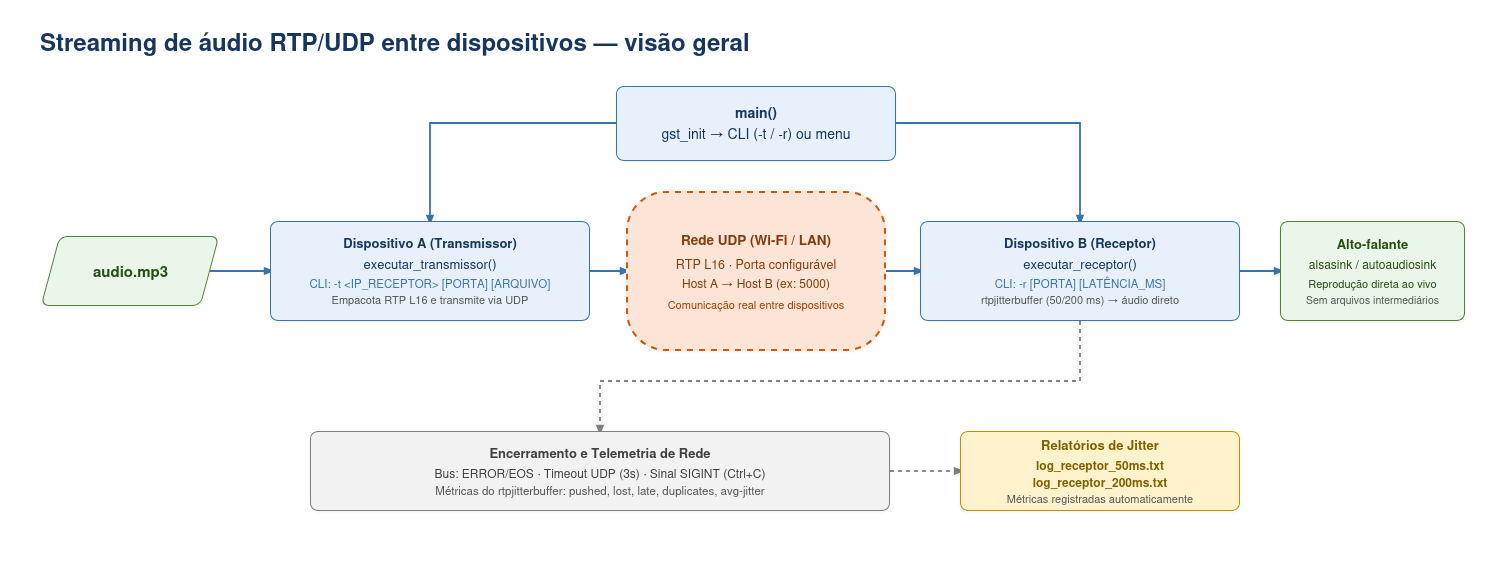 Streaming de áudio RTP/UDP entre dispositivos — visão geral
main()
gst_init → CLI (-t / -r) ou menu
audio.mp3
Dispositivo A (Transmissor)
executar_transmissor()
CLI: -t <IP_RECEPTOR> [PORTA] [ARQUIVO]
Empacota RTP L16 e transmite via UDP
Rede UDP (Wi-Fi / LAN)
RTP L16 · Porta configurável
Host A → Host B (ex: 5000)
Comunicação real entre dispositivos
Dispositivo B (Receptor)
executar_receptor()
CLI: -r [PORTA] [LATÊNCIA_MS]
rtpjitterbuffer (50/200 ms) → áudio direto
Alto-falante
alsasink / autoaudiosink
Reprodução direta ao vivo
Sem arquivos intermediários
Encerramento e Telemetria de Rede
Bus: ERROR/EOS · Timeout UDP (3s) · Sinal SIGINT (Ctrl+C)
Métricas do rtpjitterbuffer: pushed, lost, late, duplicates, avg-jitter
Relatórios de Jitter
log_receptor_50ms.txt
log_receptor_200ms.txt
Métricas registradas automaticamente